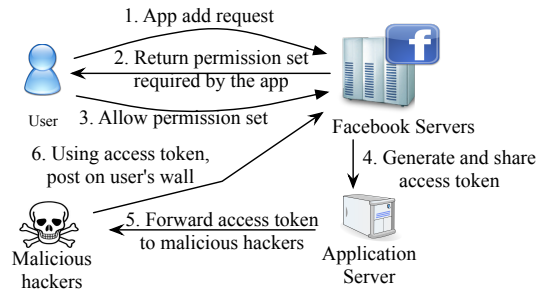 1. App add request
2. Return permission set
required by the app
User
3. Allow permission set
Facebook Servers
6. Using access token,
post on user's wall
4. Generate and share
access token
5. Forward access token
to malicious hackers
Malicious
hackers
Application
Server
f